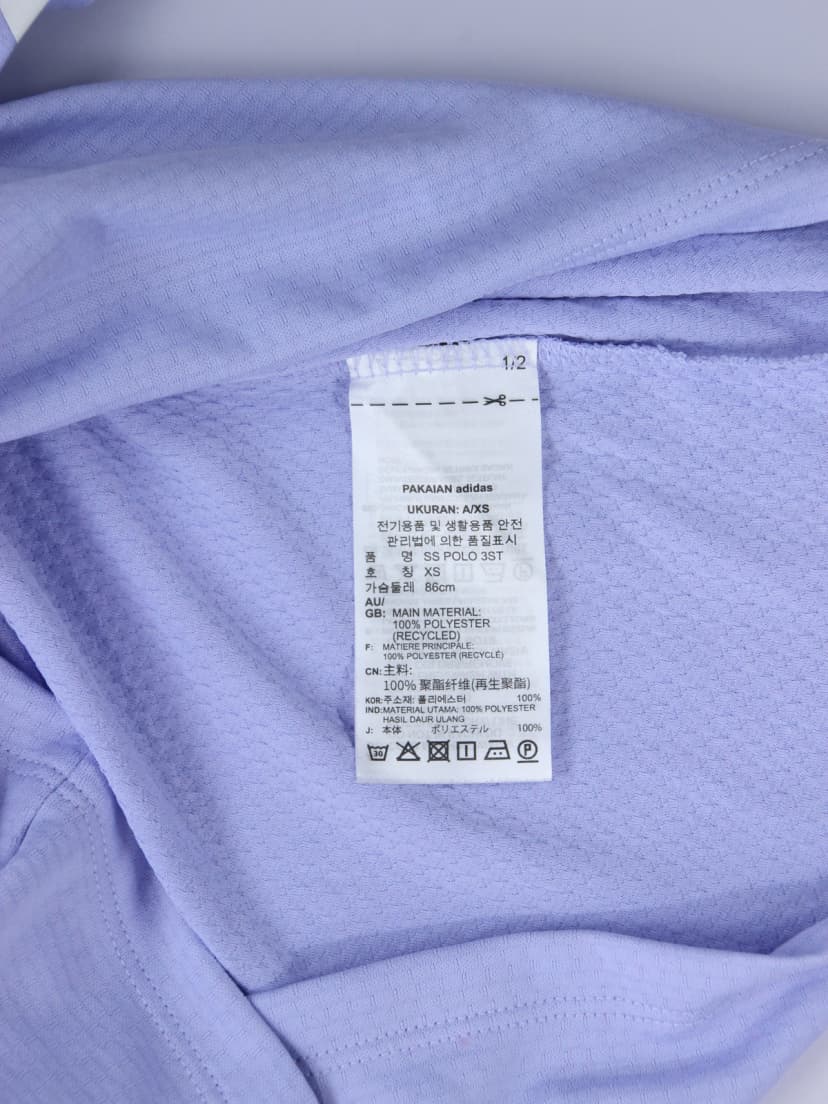 1/2
PAKAIAN adidas
UKURAN: A/XS
전기용품 및 생활용품 안전
관리법에 의한 품질표시
품 명 SS POLO 3ST
호 칭 XS
가슴둘레 86cm
AU/
GB: MAIN MATERIAL:
100% POLYESTER
(RECYCLED)
F: MATIERE PRINCIPALE:
100% POLYESTER (RECYCLÉ)
CN: 主料:
100% 聚酯纤维(再生聚酯)
KOR: 주소재: 폴리에스터 100%
IND: MATERIAL UTAMA: 100% POLYESTER
HASIL DAUR ULANG
J: 本体 ポリエステル 100%
30 P